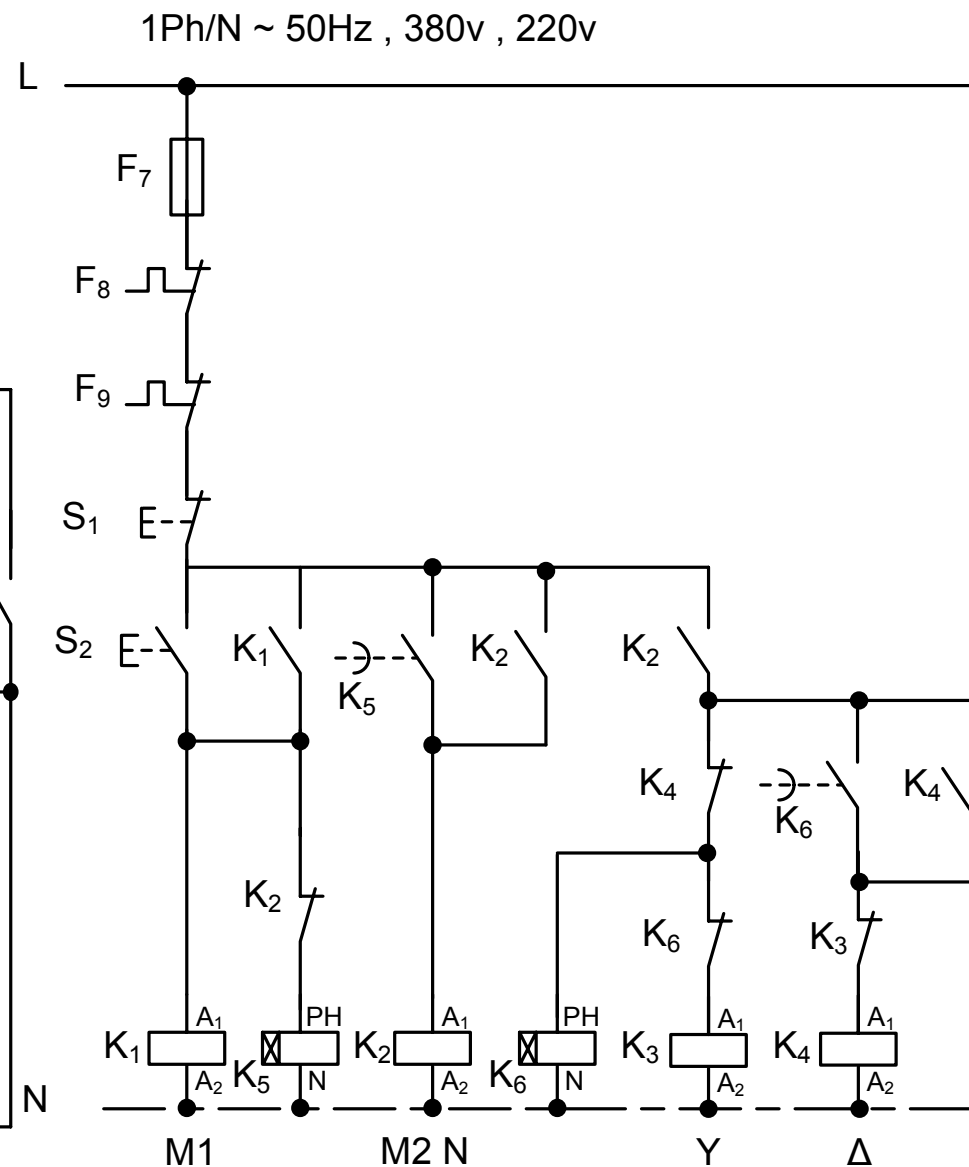 1Ph/N ~ 50Hz , 380v , 220v
L
F7
F8
F9
S1
S2 K1 K5 K2 K2
K4 K6 K4
K2 K6 K3
K1 A1 A2 K5 PH N K2 A1 A2 K6 PH N K3 A1 A2 K4 A1 A2
N
M1 M2 N Y Δ